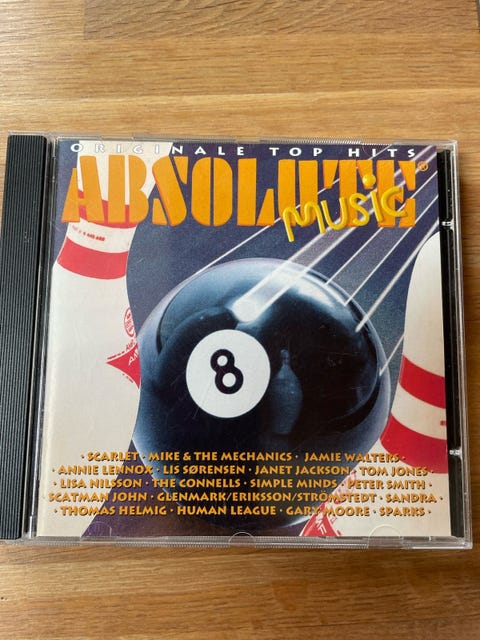 ORIGINALE TOP HITS
ABSOLUTE®
music
8
· SCARLET · MIKE & THE MECHANICS · JAMIE WALTERS ·
· ANNIE LENNOX · LIS SØRENSEN · JANET JACKSON · TOM JONES ·
· LISA NILSSON · THE CONNELLS · SIMPLE MINDS · PETER SMITH ·
· SCATMAN JOHN · GLENMARK/ERIKSSON/STRÖMSTEDT · SANDRA ·
· THOMAS HELMIG · HUMAN LEAGUE · GARY MOORE · SPARKS ·